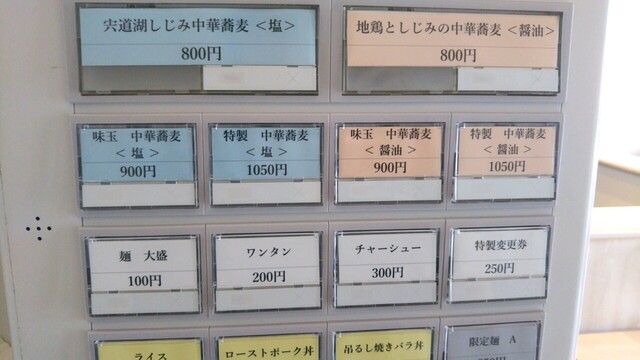 宍道湖しじみ中華蕎麦＜塩＞
800円
地鶏としじみの中華蕎麦＜醤油＞
800円
味玉 中華蕎麦
＜塩＞
900円
特製 中華蕎麦
＜塩＞
1050円
味玉 中華蕎麦
＜醤油＞
900円
特製 中華蕎麦
＜醤油＞
1050円
麺 大盛
100円
ワンタン
200円
チャーシュー
300円
特製変更券
250円
ライス
ローストポーク丼
吊るし焼きバラ丼
限定麺 A